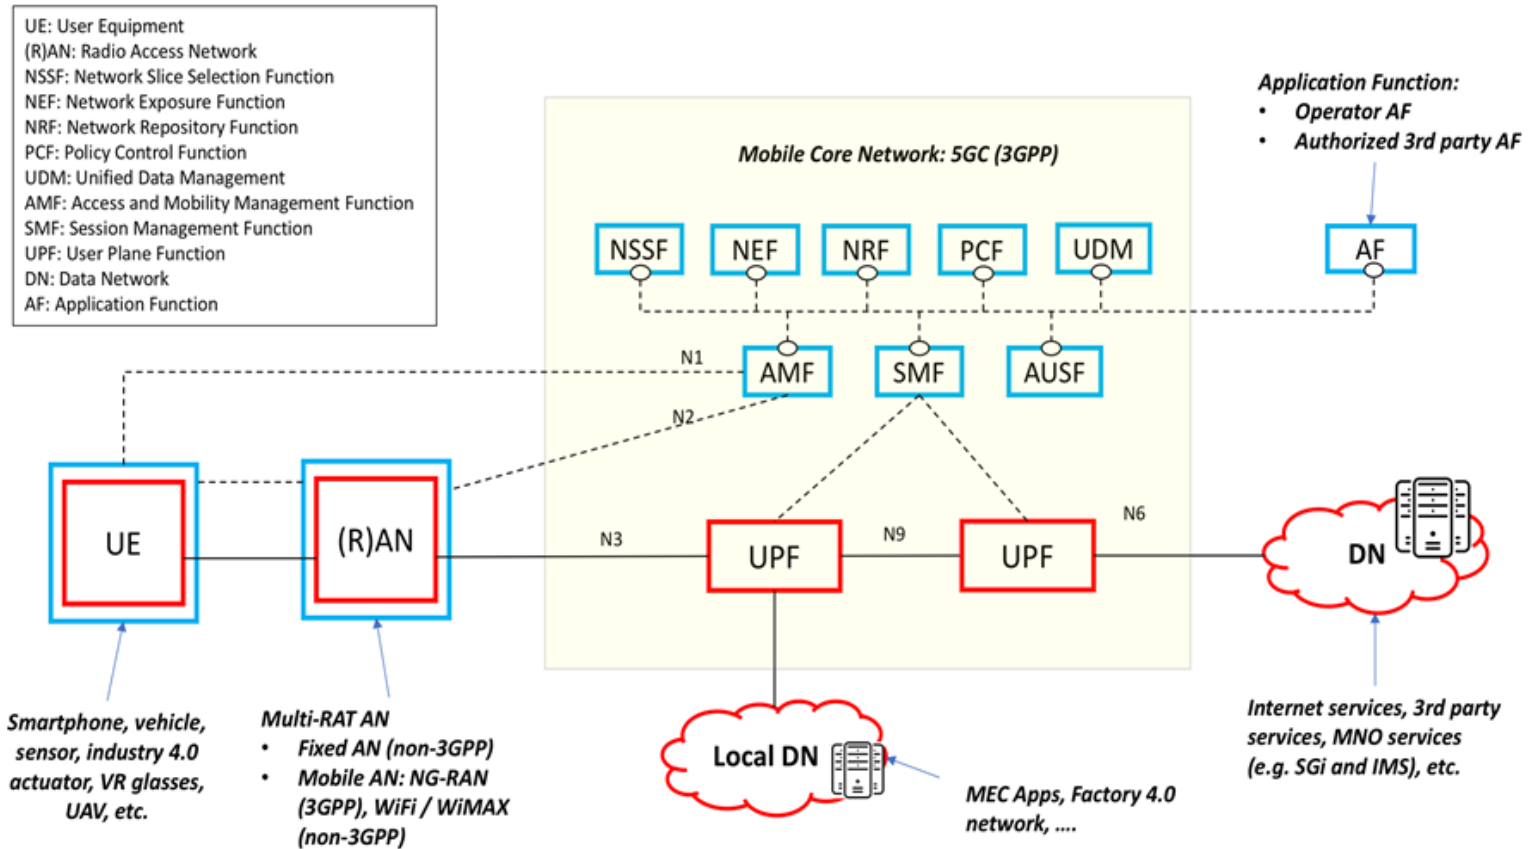 UE: User Equipment
(R)AN: Radio Access Network
NSSF: Network Slice Selection Function
NEF: Network Exposure Function
NRF: Network Repository Function
PCF: Policy Control Function
UDM: Unified Data Management
AMF: Access and Mobility Management Function
SMF: Session Management Function
UPF: User Plane Function
DN: Data Network
AF: Application Function
Application Function:
• Operator AF
• Authorized 3rd party AF
Mobile Core Network: 5GC (3GPP)
NSSF
NEF
NRF
PCF
UDM
AF
N1
AMF
SMF
AUSF
N2
UE
(R)AN
N3
UPF
N9
UPF
N6
DN
Smartphone, vehicle,
sensor, industry 4.0
actuator, VR glasses,
UAV, etc.
Multi-RAT AN
• Fixed AN (non-3GPP)
• Mobile AN: NG-RAN
(3GPP), WiFi / WiMAX
(non-3GPP)
Local DN
MEC Apps, Factory 4.0
network, ....
Internet services, 3rd party
services, MNO services
(e.g. SGi and IMS), etc.